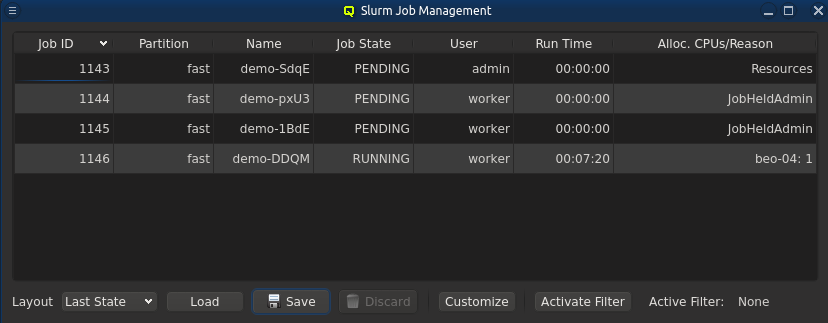 Slurm Job Management
Job ID Partition Name Job State User Run Time Alloc. CPUs/Reason
1143 fast demo-SdqE PENDING admin 00:00:00 Resources
1144 fast demo-pxU3 PENDING worker 00:00:00 JobHeldAdmin
1145 fast demo-1BdE PENDING worker 00:00:00 JobHeldAdmin
1146 fast demo-DDQM RUNNING worker 00:07:20 beo-04: 1
Layout Last State Load Save Discard Customize Activate Filter Active Filter: None